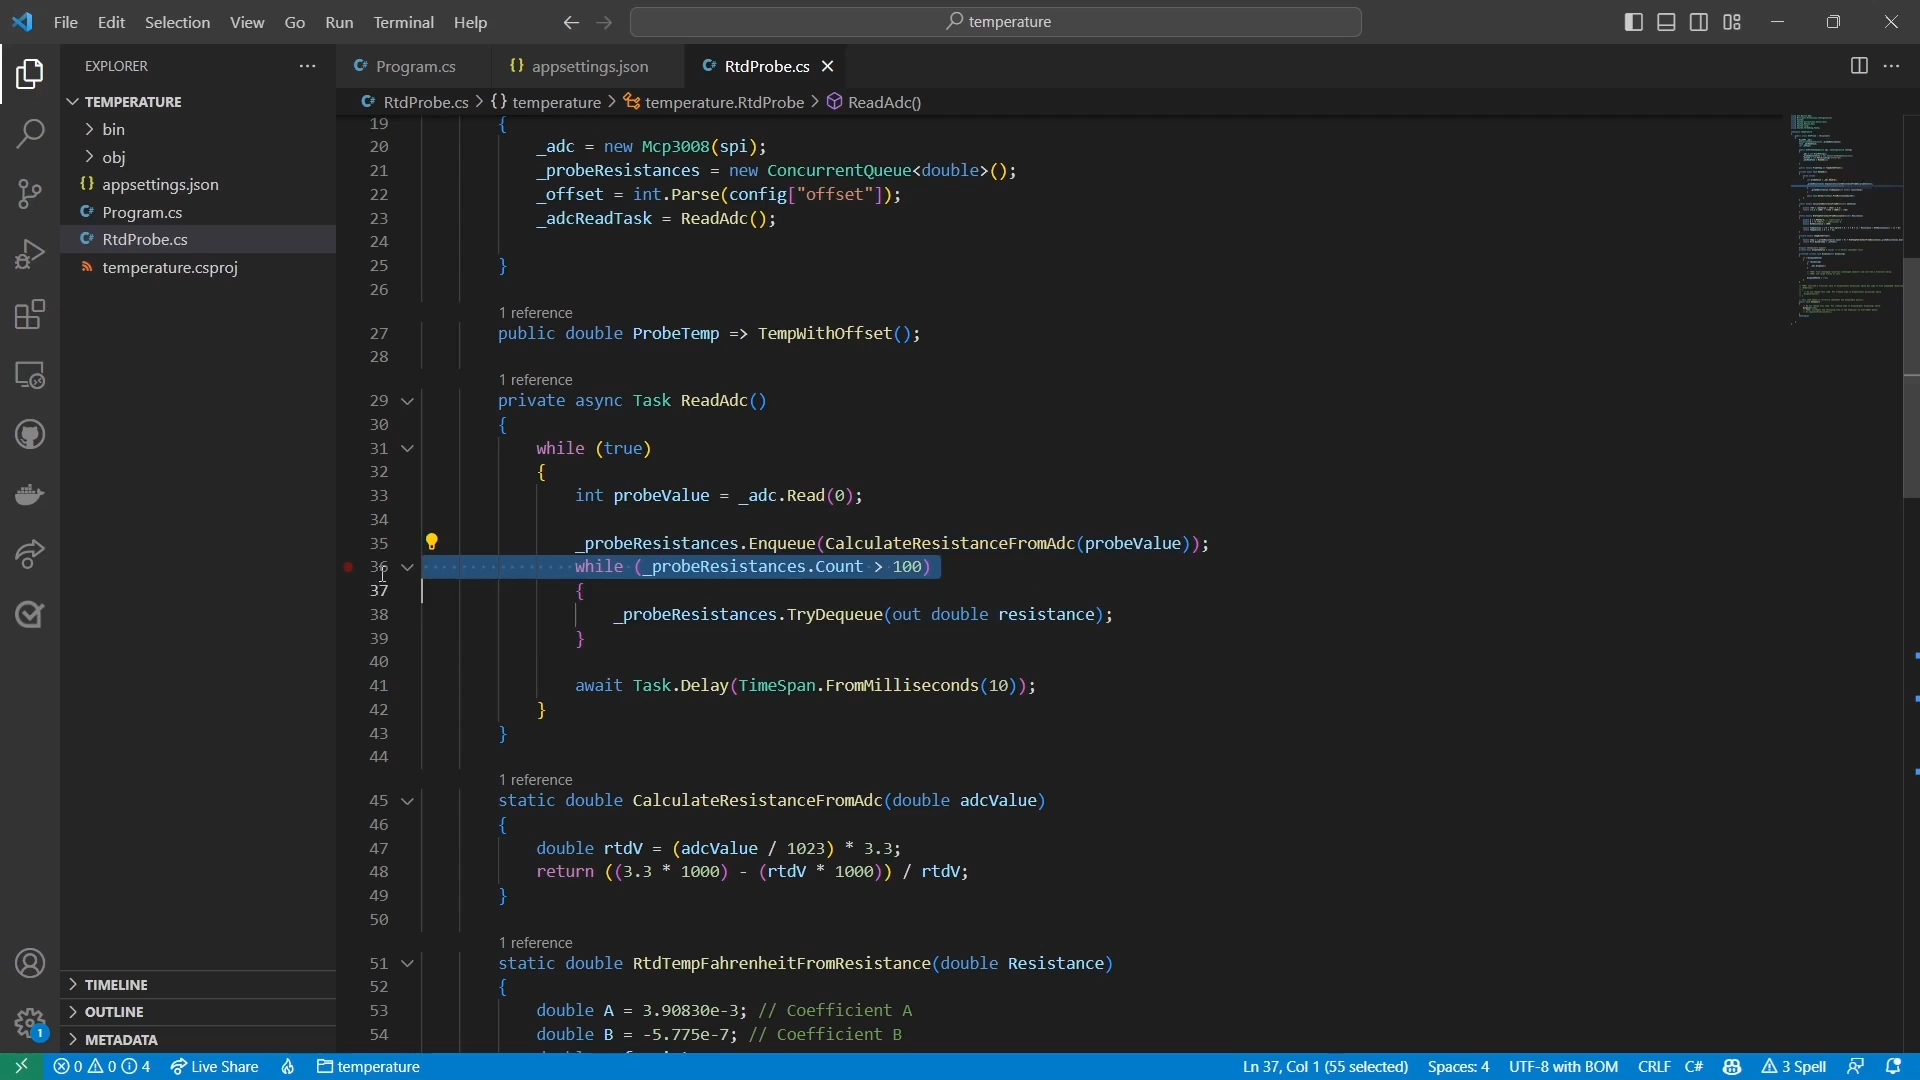 File Edit Selection View Go Run Terminal Help
temperature
EXPLORER
TEMPERATURE
bin
obj
{} appsettings.json
C# Program.cs
C# RtdProbe.cs
temperature.csproj
TIMELINE
OUTLINE
METADATA
1
C# Program.cs
{} appsettings.json
C# RtdProbe.cs
C# RtdProbe.cs > {} temperature > temperature.RtdProbe > ReadAdc()
19 {
20 _adc = new Mcp3008(spi);
21 _probeResistances = new ConcurrentQueue<double>();
22 _offset = int.Parse(config["offset"]);
23 _adcReadTask = ReadAdc();
24
25 }
26
1 reference
27 public double ProbeTemp => TempWithOffset();
28
1 reference
29 private async Task ReadAdc()
30 {
31 while (true)
32 {
33 int probeValue = _adc.Read(0);
34
35 _probeResistances.Enqueue(CalculateResistanceFromAdc(probeValue));
36 while (_probeResistances.Count > 100)
37 {
38 _probeResistances.TryDequeue(out double resistance);
39 }
40
41 await Task.Delay(TimeSpan.FromMilliseconds(10));
42 }
43 }
44
1 reference
45 static double CalculateResistanceFromAdc(double adcValue)
46 {
47 double rtdV = (adcValue / 1023) * 3.3;
48 return ((3.3 * 1000) - (rtdV * 1000)) / rtdV;
49 }
50
1 reference
51 static double RtdTempFahrenheitFromResistance(double Resistance)
52 {
53 double A = 3.90830e-3; // Coefficient A
54 double B = -5.775e-7; // Coefficient B
0 0 4 Live Share temperature Ln 37, Col 1 (55 selected) Spaces: 4 UTF-8 with BOM CRLF C# 3 Spell